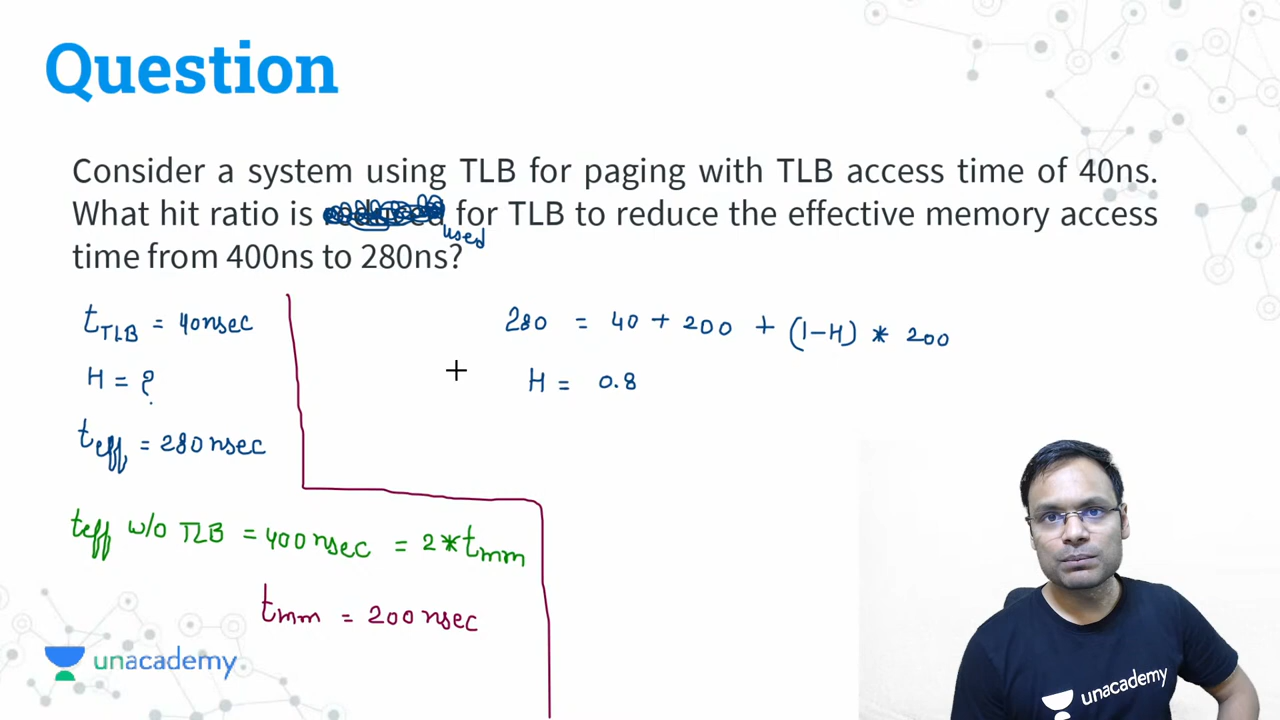 Question
Consider a system using TLB for paging with TLB access time of 40ns.
What hit ratio is for TLB to reduce the effective memory access
used
time from 400ns to 280ns?
tTLB = 40nsec
H = ?
teff = 280nsec
280 = 40 + 200 + (1-H) * 200
H = 0.8
teff w/o TLB = 400nsec = 2*tmm
tmm = 200nsec
unacademy
unacademy